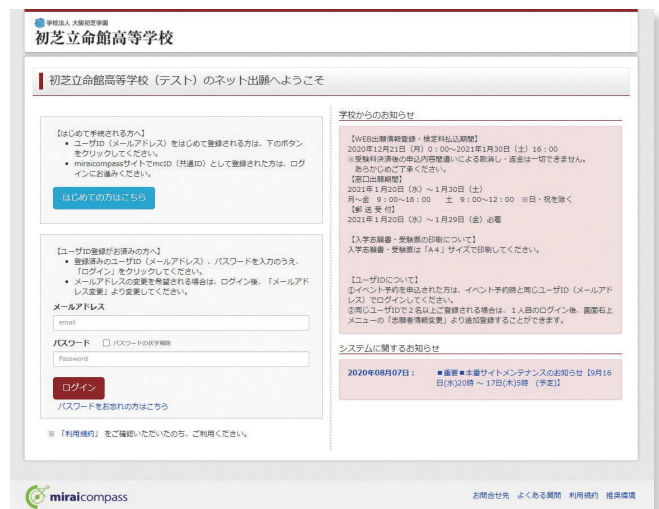 学校法人 大阪初芝学園
初芝立命館高等学校
初芝立命館高等学校（テスト）のネット出願へようこそ
【はじめて手続される方へ】
• ユーザID（メールアドレス）をはじめて登録される方は、下のボタン
をクリックしてください。
• miraicompassサイトでmcID（共通ID）として登録された方は、ログ
インにお進みください。
はじめての方はこちら
【ユーザID登録がお済みの方へ】
• 登録済みのユーザID（メールアドレス）、パスワードを入力のうえ、
「ログイン」をクリックしてください。
• メールアドレスの変更を希望される場合は、ログイン後、「メールアド
レス変更」より変更してください。
メールアドレス
email
パスワード パスワードの伏字解除
Password
ログイン
パスワードをお忘れの方はこちら
※ 「利用規約」 をご確認いただいたのち、ご利用ください。
学校からのお知らせ
【WEB出願情報登録・検定料払込期間】
2020年12月21日（月）0：00～2021年1月30日（土）16：00
※受験料決済後の申込内容間違いによる取消し・返金は一切できません。
あらかじめご了承ください。
【窓口出願期間】
2021年1月20日（水）～1月30日（土）
月～金 9：00～16：00 土 9：00～12：00 ※日・祝を除く
【郵 送 受 付】
2021年1月20日（水）～1月29日（金）必着
【入学志願書・受験票の印刷について】
入学志願書・受験票は「A4」サイズで印刷してください。
【ユーザIDについて】
①イベント予約を申込された方は、イベント予約時と同じユーザID（メールアド
レス）でログインしてください。
②同じユーザIDで２名以上ご登録される場合は、１人目のログイン後、画面右上
メニューの「志願者情報変更」より追加登録することができます。
システムに関するお知らせ
2020年08月07日： ■重要■本番サイトメンテナンスのお知らせ【9月16
日(水)20時 ～ 17日(木)5時 （予定）】
miraicompass
お問合せ先 よくある質問 利用規約 推奨環境